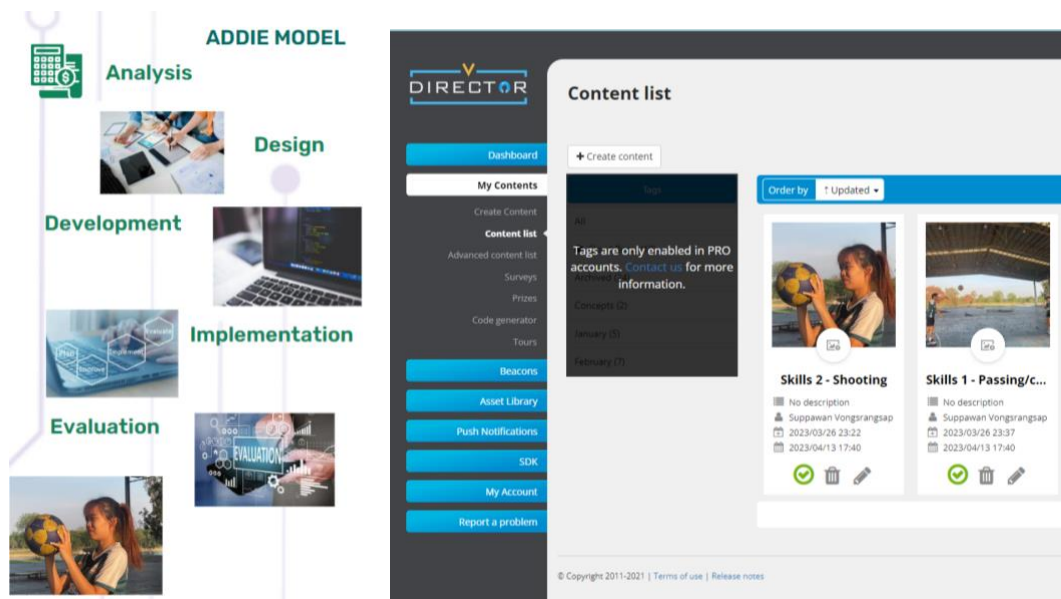 ADDIE MODEL
Analysis
Design
Development
Implementation
Evaluation
EVALUATION
V
DIRECTOR
Dashboard
My Contents
Create Content
Content list
Advanced content list
Surveys
Prizes
Code generator
Tours
Beacons
Asset Library
Push Notifications
SDK
My Account
Report a problem
Content list
+ Create content
Tags
All
Tags are only enabled in PRO
accounts. Contact us for more
information.
Concepts (2)
January (5)
February (7)
Order by
↑ Updated
Skills 2 - Shooting
No description
Suppawan Vongsrangsap
2023/03/26 23:22
2023/04/13 17:40
Skills 1 - Passing/c...
No description
Suppawan Vongsrangsap
2023/03/26 23:37
2023/04/13 17:40
© Copyright 2011-2021 | Terms of use | Release notes